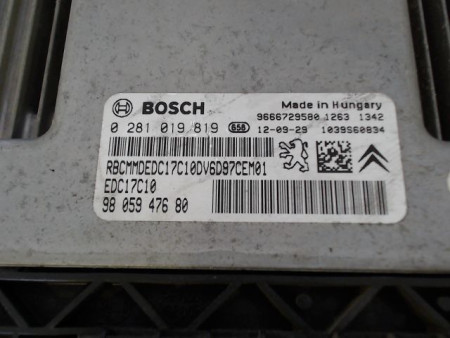 BOSCH
Made in Hungary
9666729580 1263 1342
0 281 019 819 658 12-09-29 1039S60834
RBCMMDEDC17C10DV6D97CEM01
EDC17C10
98 059 476 80